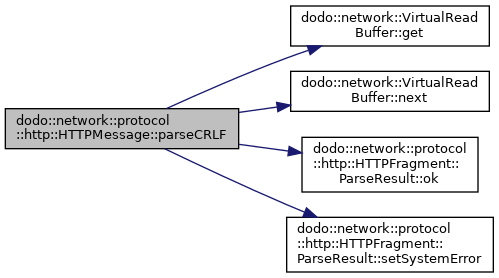 dodo::network::protocol
::http::HTTPMessage::parseCRLF
dodo::network::VirtualRead
Buffer::get
dodo::network::VirtualRead
Buffer::next
dodo::network::protocol
::http::HTTPFragment::
ParseResult::ok
dodo::network::protocol
::http::HTTPFragment::
ParseResult::setSystemError